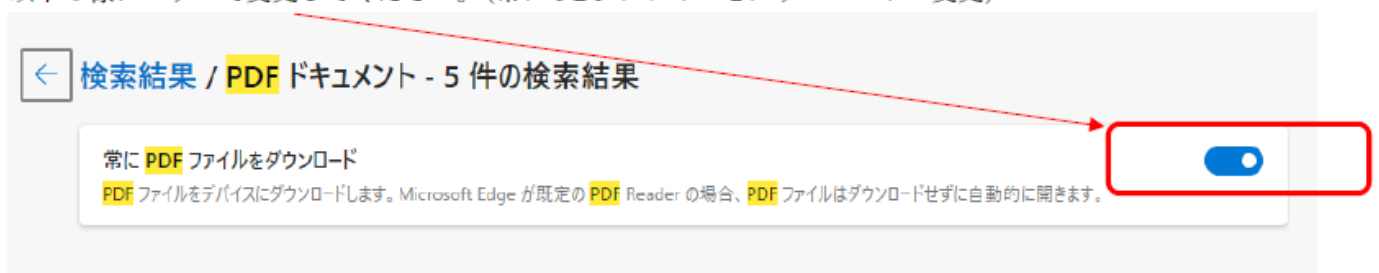 検索結果 / PDF ドキュメント - 5 件の検索結果
常に PDF ファイルをダウンロード
PDF ファイルをデバイスにダウンロードします。Microsoft Edge が既定の PDF Reader の場合、PDF ファイルはダウンロードせずに自動的に開きます。